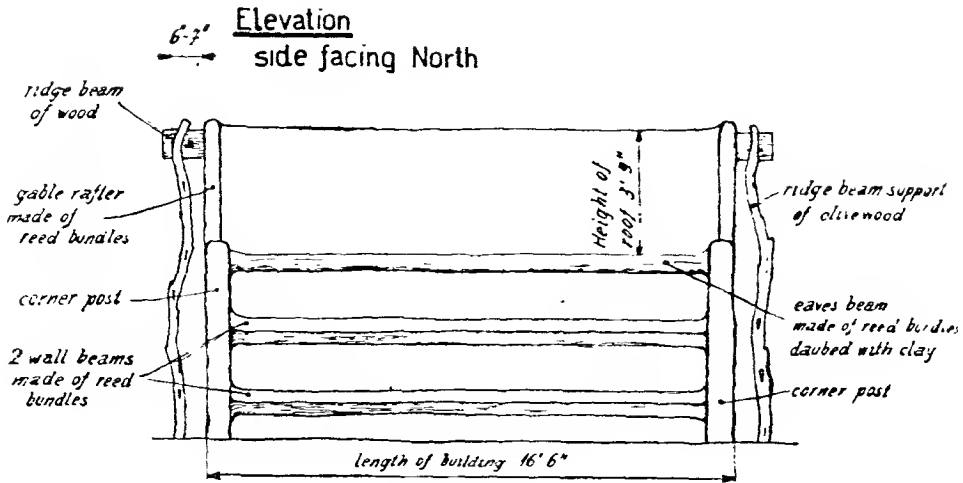 Elevation
side facing North
6"-7"
ridge beam
of wood
gable rafter
made of
reed bundles
corner post
2 wall beams
made of reed
bundles
Height of
roof 3' 9"
ridge beam support
of olivewood
eaves beam
made of reed bundles
daubed with clay
corner post
length of building 16' 6"